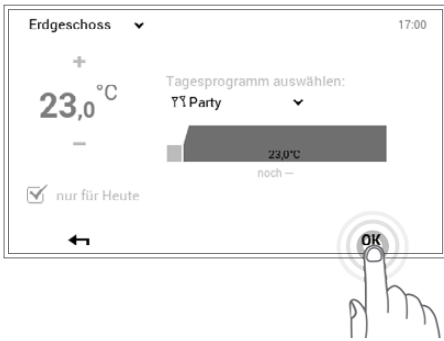 Erdgeschoss 17:00
+
23,0 °C
Tagesprogramm auswählen:
Party
23,0°C
−
noch --
nur für Heute
OK